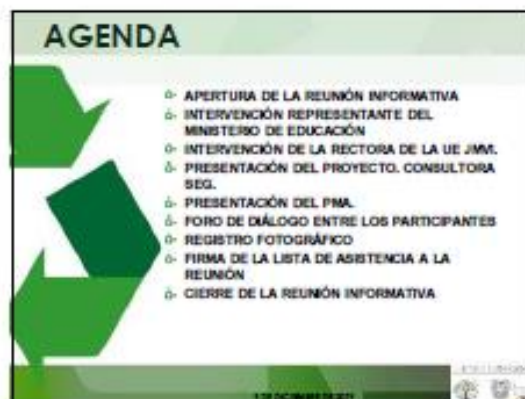 AGENDA
APERTURA DE LA REUNIÓN INFORMATIVA
INTERVENCIÓN REPRESENTANTE DEL
MINISTERIO DE EDUCACIÓN
INTERVENCIÓN DE LA RECTORA DE LA UE JMVI.
PRESENTACIÓN DEL PROYECTO. CONSULTORA
SEG.
PRESENTACIÓN DEL PMA.
FORO DE DIÁLOGO ENTRE LOS PARTICIPANTES
REGISTRO FOTOGRÁFICO
FIRMA DE LA LISTA DE ASISTENCIA A LA
REUNIÓN
CIERRE DE LA REUNIÓN INFORMATIVA